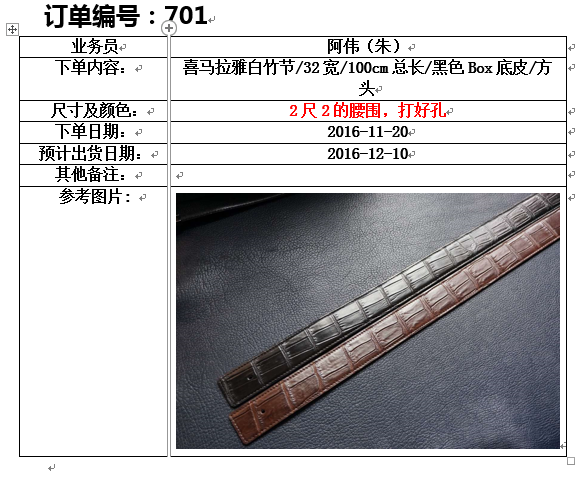 订单编号：701
业务员
阿伟（朱）
下单内容：
喜马拉雅白竹节/32宽/100cm总长/黑色Box底皮/方
头
尺寸及颜色：
2尺2的腰围，打好孔
下单日期：
2016-11-20
预计出货日期：
2016-12-10
其他备注：
参考图片: